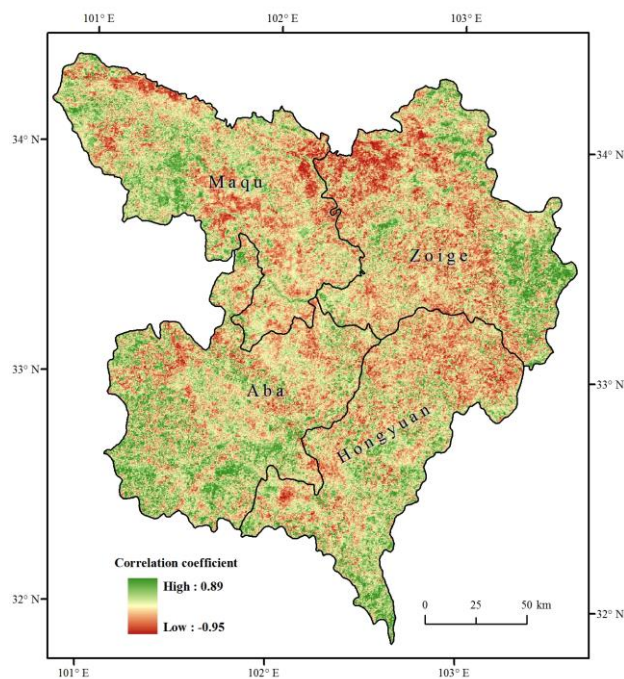 101° E 102° E 103° E
34° N 34° N
Maqu
Zoige
33° N 33° N
Aba
Hongyuan
Correlation coefficient
High : 0.89
Low : -0.95
32° N 32° N
0 25 50 km
101° E 102° E 103° E